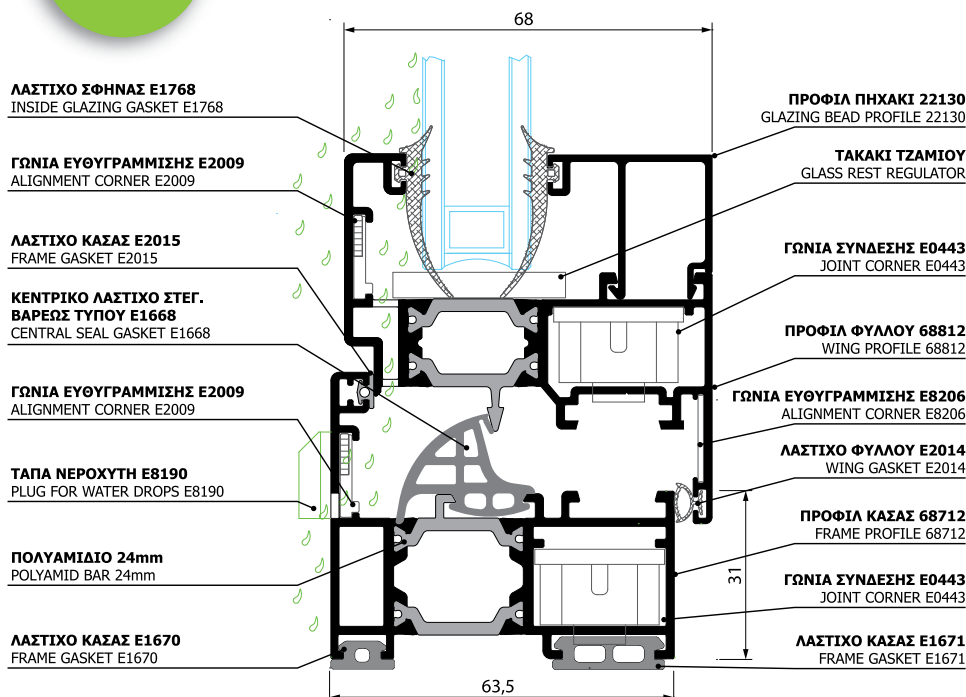 68
ΛΑΣΤΙΧΟ ΣΦΗΝΑΣ E1768
INSIDE GLAZING GASKET E1768
ΓΩΝΙΑ ΕΥΘΥΓΡΑΜΜΙΣΗΣ E2009
ALIGNMENT CORNER E2009
ΛΑΣΤΙΧΟ ΚΑΣΑΣ E2015
FRAME GASKET E2015
ΚΕΝΤΡΙΚΟ ΛΑΣΤΙΧΟ ΣΤΕΓ.
ΒΑΡΕΩΣ ΤΥΠΟΥ E1668
CENTRAL SEAL GASKET E1668
ΓΩΝΙΑ ΕΥΘΥΓΡΑΜΜΙΣΗΣ E2009
ALIGNMENT CORNER E2009
ΤΑΠΑ ΝΕΡΟΧΥΤΗ E8190
PLUG FOR WATER DROPS E8190
ΠΟΛΥΑΜΙΔΙΟ 24mm
POLYAMID BAR 24mm
ΛΑΣΤΙΧΟ ΚΑΣΑΣ E1670
FRAME GASKET E1670
ΠΡΟΦΙΛ ΠΗΧΑΚΙ 22130
GLAZING BEAD PROFILE 22130
ΤΑΚΑΚΙ ΤΖΑΜΙΟΥ
GLASS REST REGULATOR
ΓΩΝΙΑ ΣΥΝΔΕΣΗΣ E0443
JOINT CORNER E0443
ΠΡΟΦΙΛ ΦΥΛΛΟΥ 68812
WING PROFILE 68812
ΓΩΝΙΑ ΕΥΘΥΓΡΑΜΜΙΣΗΣ E8206
ALIGNMENT CORNER E8206
ΛΑΣΤΙΧΟ ΦΥΛΛΟΥ E2014
WING GASKET E2014
ΠΡΟΦΙΛ ΚΑΣΑΣ 68712
FRAME PROFILE 68712
ΓΩΝΙΑ ΣΥΝΔΕΣΗΣ E0443
JOINT CORNER E0443
ΛΑΣΤΙΧΟ ΚΑΣΑΣ E1671
FRAME GASKET E1671
31
63,5